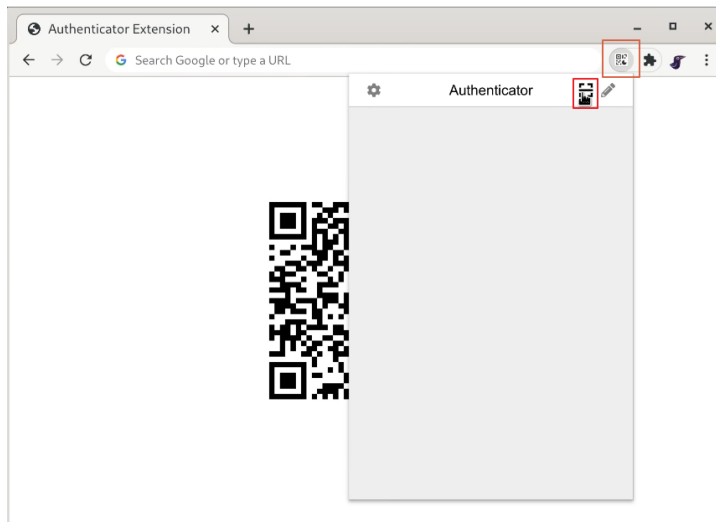 Authenticator Extension
Search Google or type a URL
Authenticator